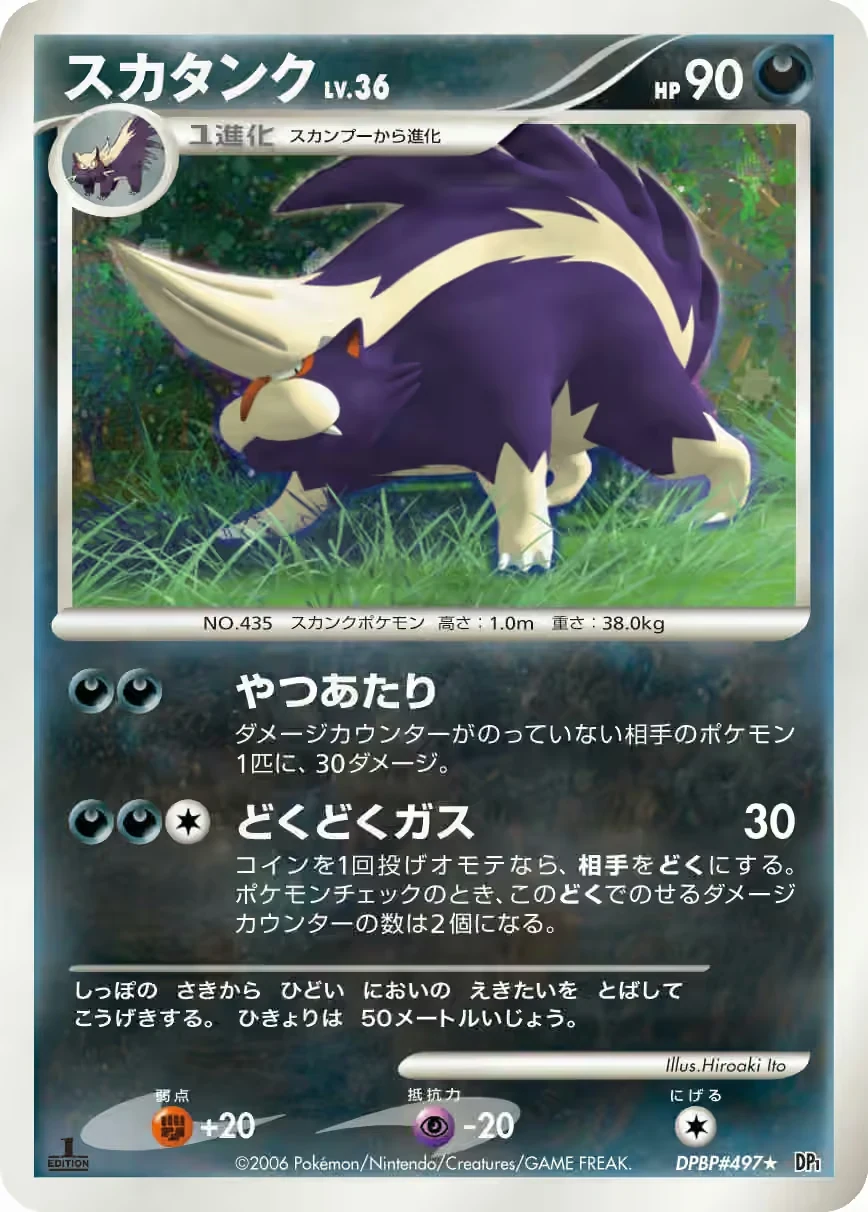 スカタンク LV.36 HP 90
1進化 スカンプーから進化
NO.435 スカンクポケモン 高さ：1.0m 重さ：38.0kg
やつあたり
ダメージカウンターがのっていない相手のポケモン
1匹に、30ダメージ。
どくどくガス 30
コインを1回投げオモテなら、相手をどくにする。
ポケモンチェックのとき、このどくでのせるダメージ
カウンターの数は2個になる。
しっぽの さきから ひどい においの えきたいを とばして
こうげきする。 ひきょりは 50メートルいじょう。
Illus.Hiroaki Ito
弱点 抵抗力 にげる
+20 -20
1 EDITION
©2006 Pokémon/Nintendo/Creatures/GAME FREAK. DPBP#497★ DP1